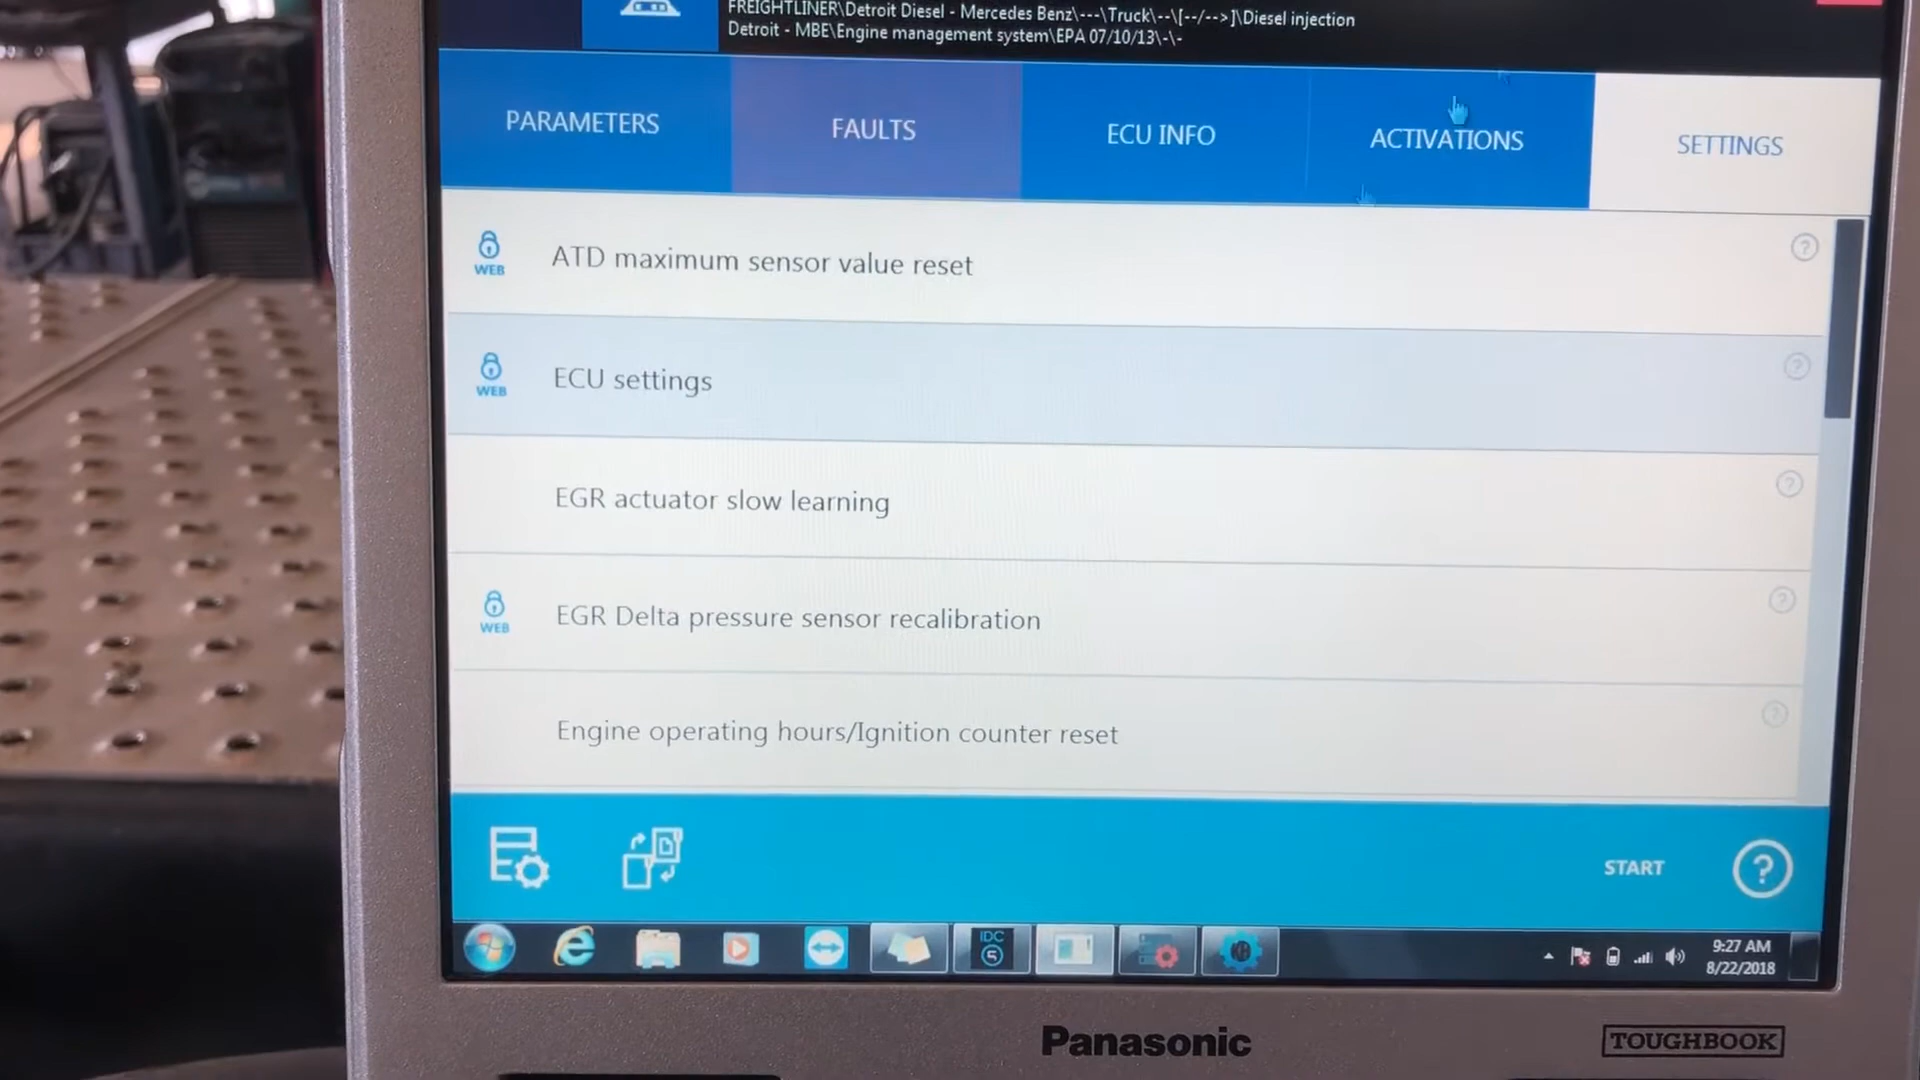 FREIGHTLINER\Detroit Diesel - Mercedes Benz\---\Truck\--\[--/-->]\Diesel injection
Detroit - MBE\Engine management system\EPA 07/10/13\-\-
PARAMETERS
FAULTS
ECU INFO
ACTIVATIONS
SETTINGS
WEB
ATD maximum sensor value reset
?
WEB
ECU settings
?
EGR actuator slow learning
?
WEB
EGR Delta pressure sensor recalibration
?
Engine operating hours/Ignition counter reset
?
START
?
IDC
5
9:27 AM
8/22/2018
Panasonic
TOUGHBOOK